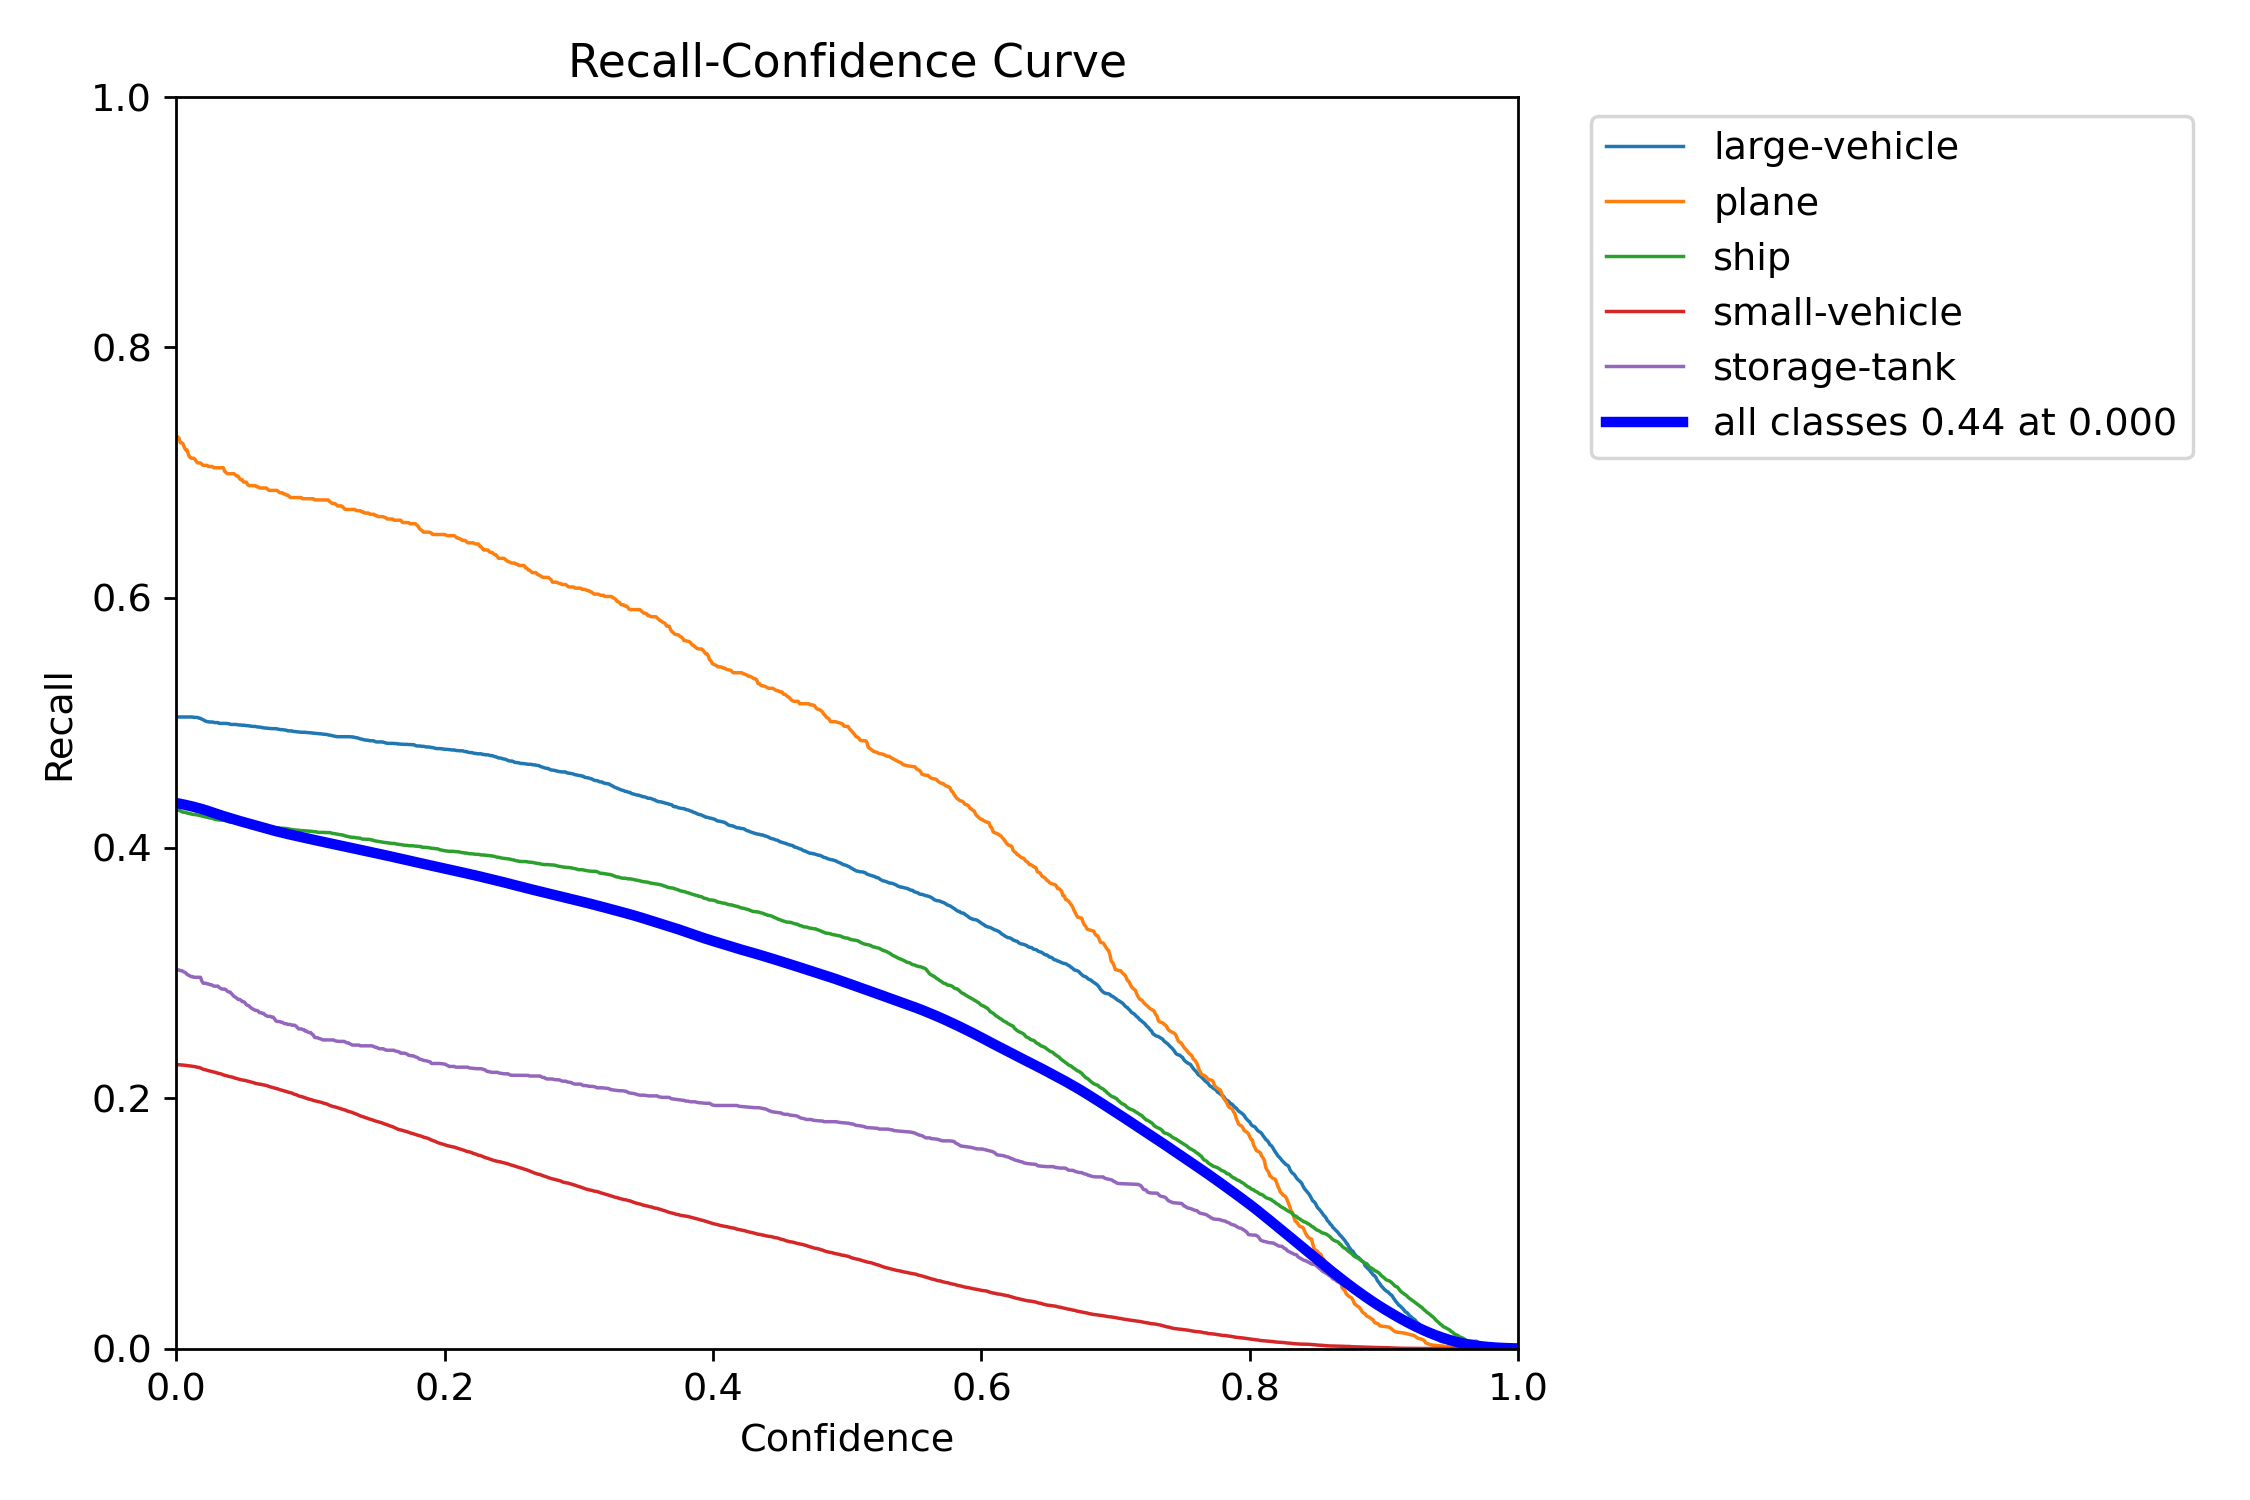 Recall-Confidence Curve
1.0
0.8
0.6
0.4
0.2
0.0
Recall
0.0 0.2 0.4 0.6 0.8 1.0
Confidence
large-vehicle
plane
ship
small-vehicle
storage-tank
all classes 0.44 at 0.000